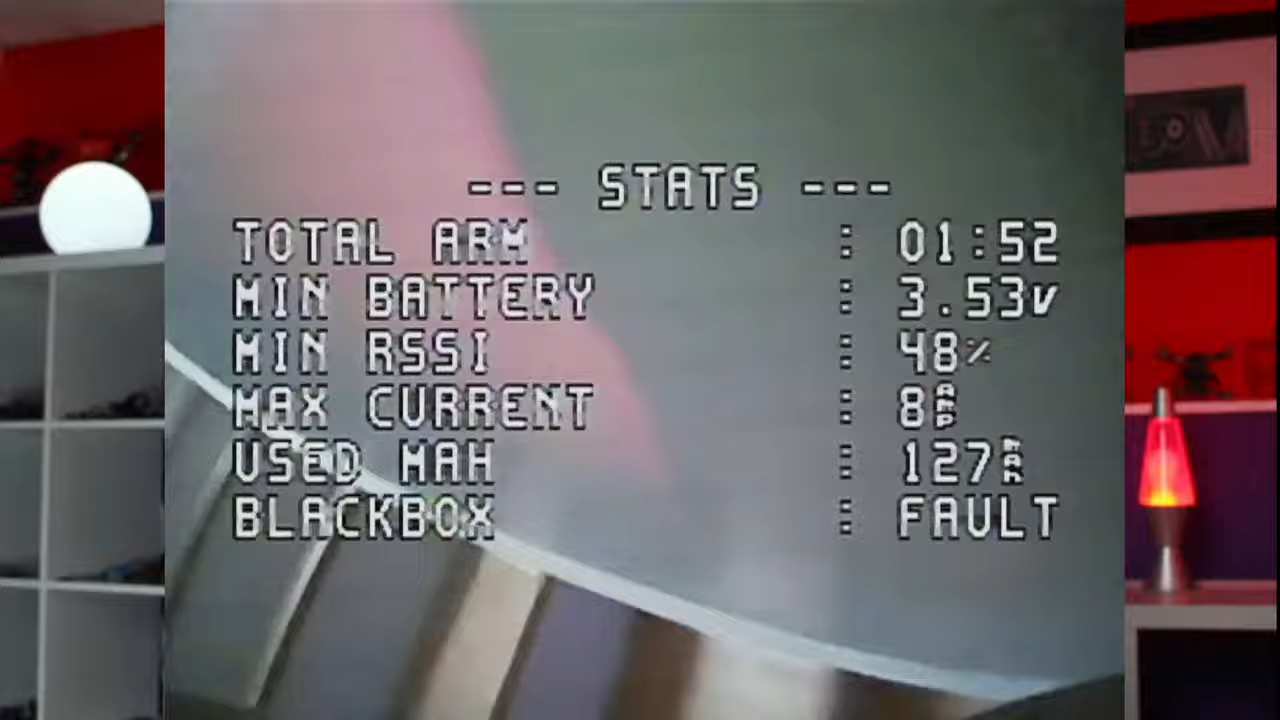 --- STATS ---
TOTAL ARM : 01:52
MIN BATTERY : 3.53V
MIN RSSI : 48%
MAX CURRENT : 8AMP
USED MAH : 127MAH
BLACKBOX : FAULT